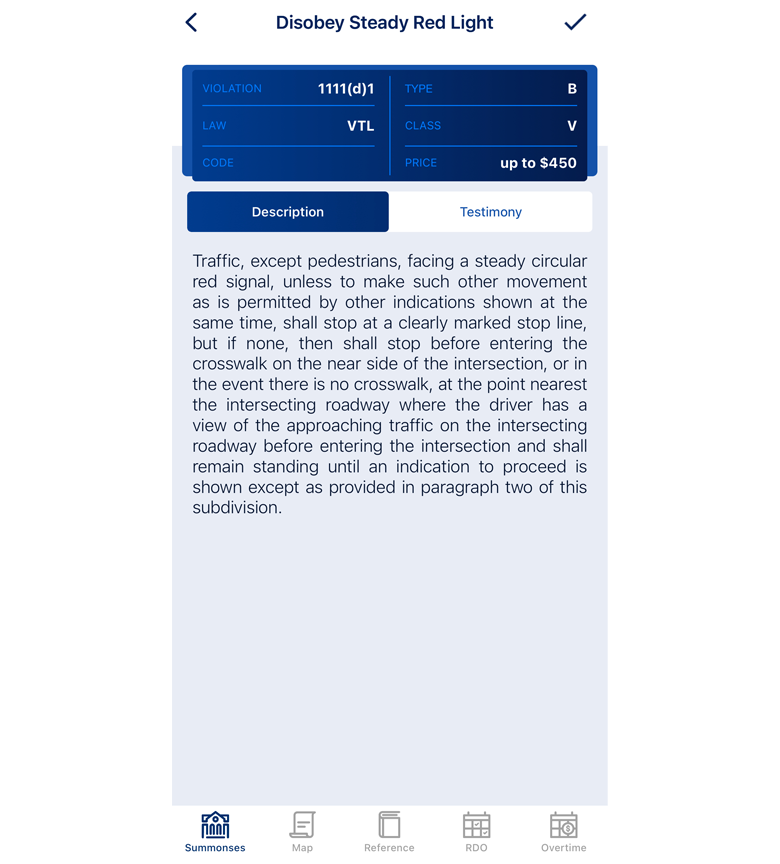 Disobey Steady Red Light
VIOLATION 1111(d)1 TYPE B
LAW VTL CLASS V
CODE PRICE up to $450
Description Testimony
Traffic, except pedestrians, facing a steady circular
red signal, unless to make such other movement
as is permitted by other indications shown at the
same time, shall stop at a clearly marked stop line,
but if none, then shall stop before entering the
crosswalk on the near side of the intersection, or in
the event there is no crosswalk, at the point nearest
the intersecting roadway where the driver has a
view of the approaching traffic on the intersecting
roadway before entering the intersection and shall
remain standing until an indication to proceed is
shown except as provided in paragraph two of this
subdivision.
Summonses Map Reference RDO Overtime